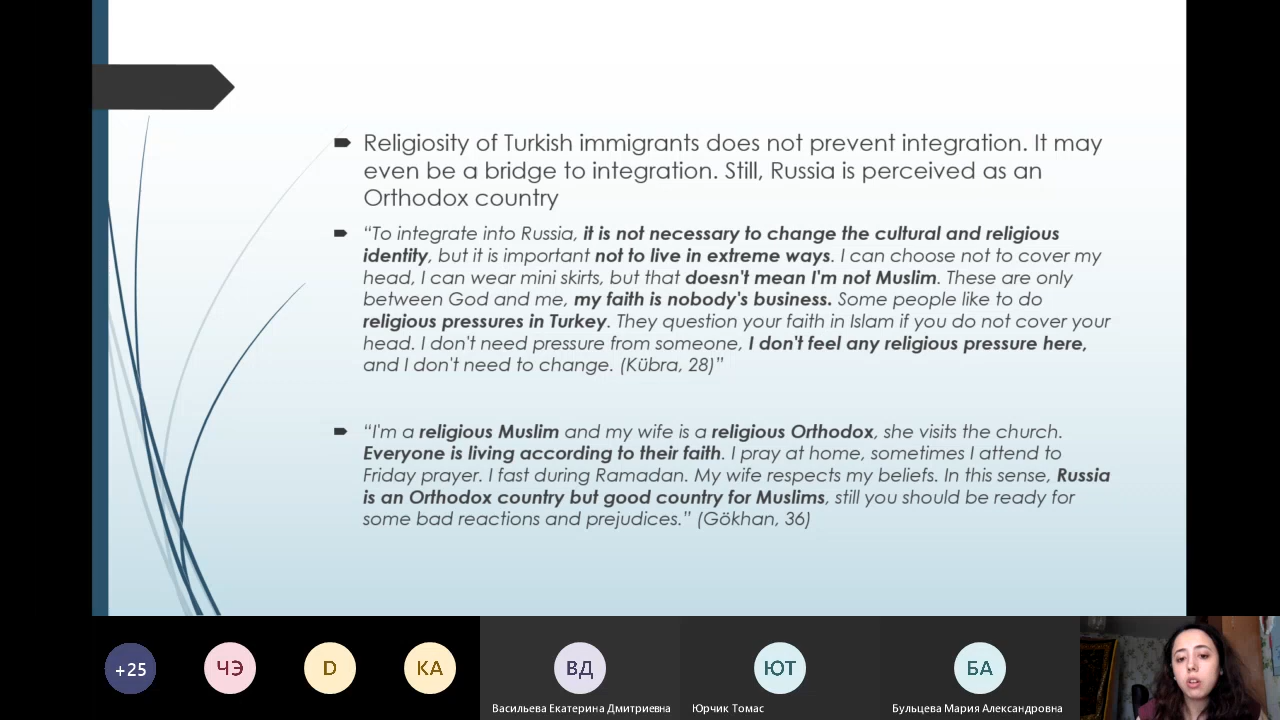 Religiosity of Turkish immigrants does not prevent integration. It may
even be a bridge to integration. Still, Russia is perceived as an
Orthodox country
“To integrate into Russia, it is not necessary to change the cultural and religious
identity, but it is important not to live in extreme ways. I can choose not to cover my
head, I can wear mini skirts, but that doesn't mean I'm not Muslim. These are only
between God and me, my faith is nobody's business. Some people like to do
religious pressures in Turkey. They question your faith in Islam if you do not cover your
head. I don't need pressure from someone, I don't feel any religious pressure here,
and I don't need to change. (Kübra, 28)”
“I'm a religious Muslim and my wife is a religious Orthodox, she visits the church.
Everyone is living according to their faith. I pray at home, sometimes I attend to
Friday prayer. I fast during Ramadan. My wife respects my beliefs. In this sense, Russia
is an Orthodox country but good country for Muslims, still you should be ready for
some bad reactions and prejudices.” (Gökhan, 36)
+25
ЧЭ
D
КА
ВД
ЮТ
БА
Васильева Екатерина Дмитриевна
Юрчик Томас
Бульцева Мария Александровна